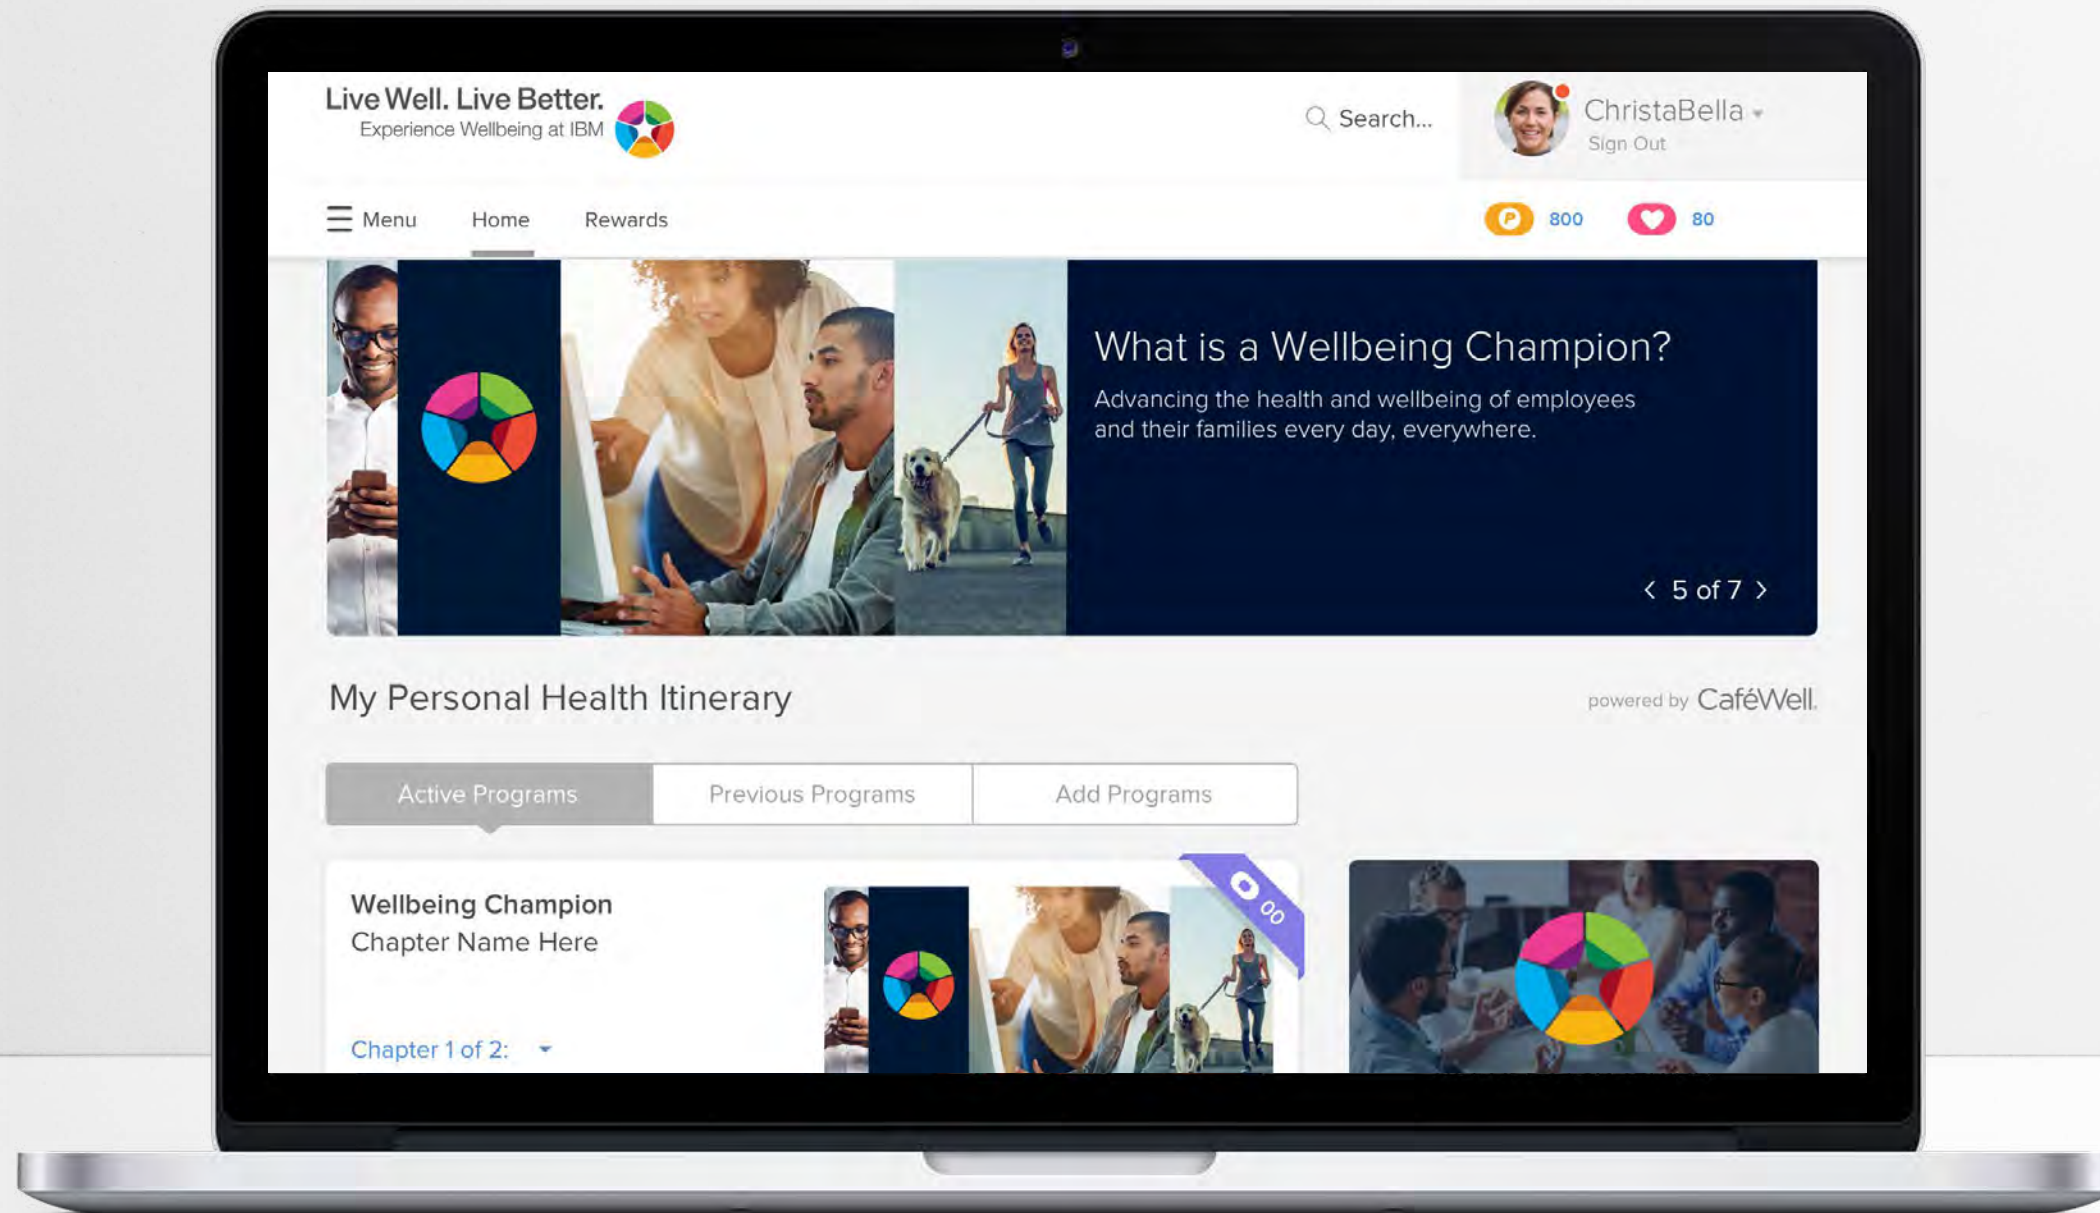 Live Well. Live Better.
Experience Wellbeing at IBM
Search...
ChristaBella
Sign Out
Menu
Home
Rewards
P
800
80
What is a Wellbeing Champion?
Advancing the health and wellbeing of employees
and their families every day, everywhere.
< 5 of 7 >
My Personal Health Itinerary
powered by CaféWell.
Active Programs
Previous Programs
Add Programs
Wellbeing Champion
Chapter Name Here
00
Chapter 1 of 2: